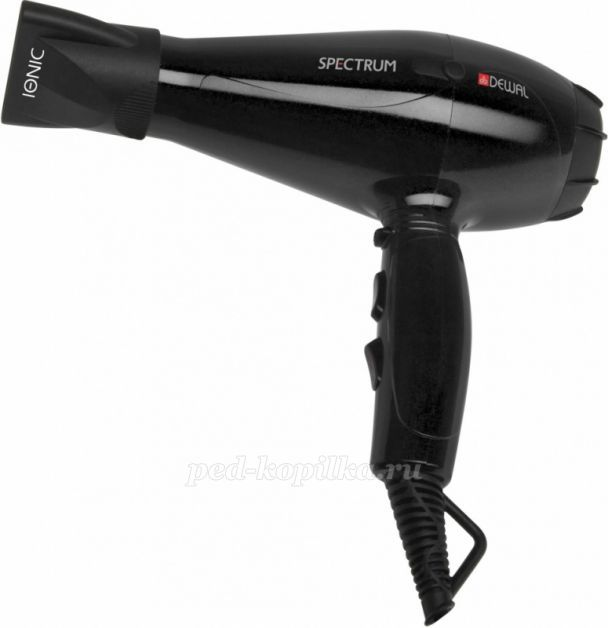 IONIC
SPECTRUM
DEWAL
ped-kopilka.ru